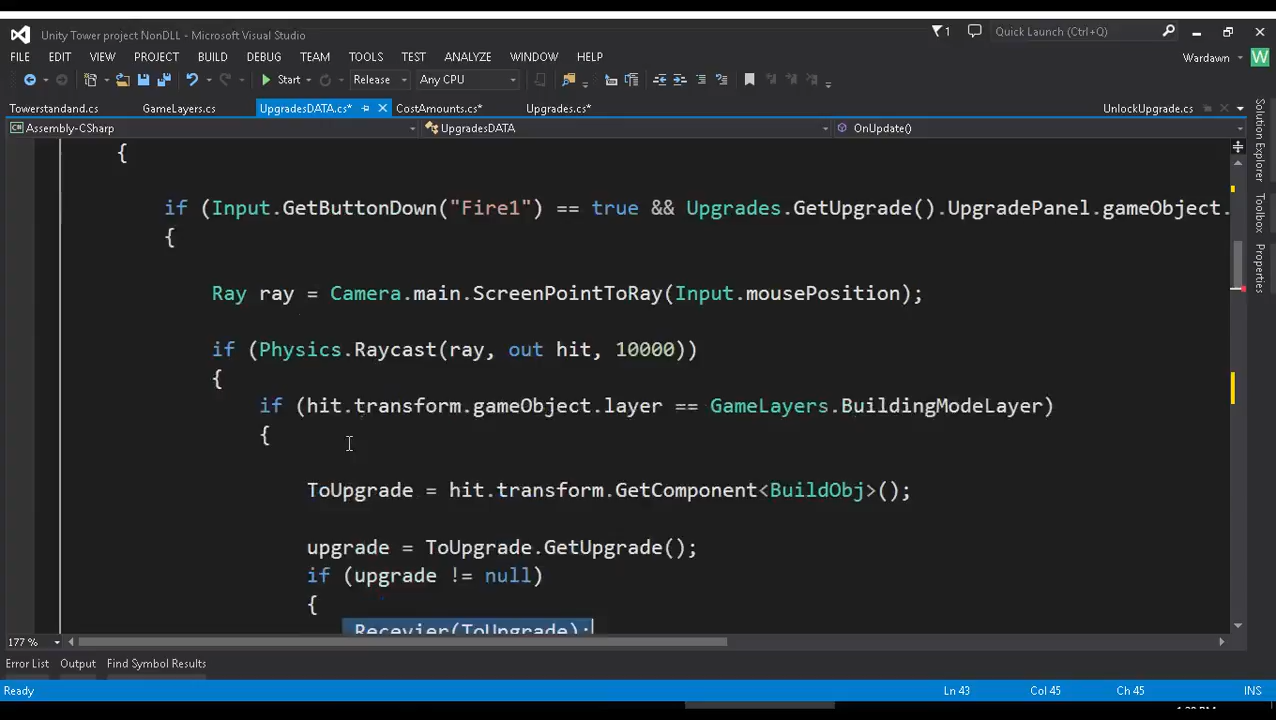 Unity Tower project NonDLL - Microsoft Visual Studio
1
Quick Launch (Ctrl+Q)
FILE EDIT VIEW PROJECT BUILD DEBUG TEAM TOOLS TEST ANALYZE WINDOW HELP
Wardawn W
Start Release Any CPU
Towerstandand.cs GameLayers.cs UpgradesDATA.cs* CostAmounts.cs* Upgrades.cs* UnlockUpgrade.cs
Assembly-CSharp UpgradesDATA OnUpdate()
{
if (Input.GetButtonDown("Fire1") == true && Upgrades.GetUpgrade().UpgradePanel.gameObject.
{
Ray ray = Camera.main.ScreenPointToRay(Input.mousePosition);
if (Physics.Raycast(ray, out hit, 10000))
{
if (hit.transform.gameObject.layer == GameLayers.BuildingModeLayer)
{
ToUpgrade = hit.transform.GetComponent<BuildObj>();
upgrade = ToUpgrade.GetUpgrade();
if (upgrade != null)
{
Recevier(ToUpgrade);
177 %
Error List Output Find Symbol Results
Ready Ln 43 Col 45 Ch 45 INS
Solution Explorer
Toolbox
Properties